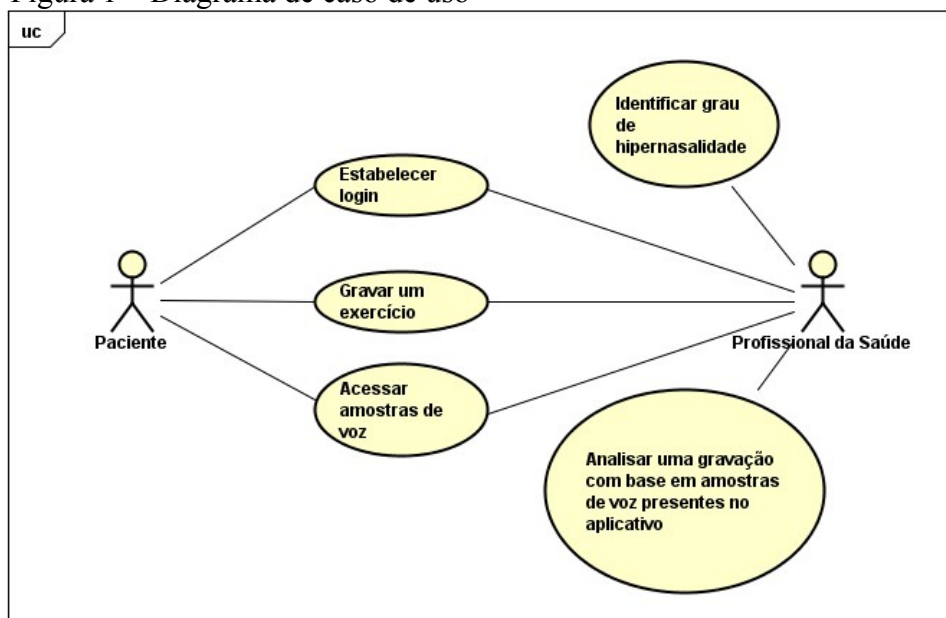 Figura 1 – Diagrama de caso de uso
uc
Identificar grau
de
hipernasalidade
Estabelecer
login
Gravar um
exercício
Paciente
Profissional da Saúde
Acessar
amostras de
voz
Analisar uma gravação
com base em amostras
de voz presentes no
aplicativo